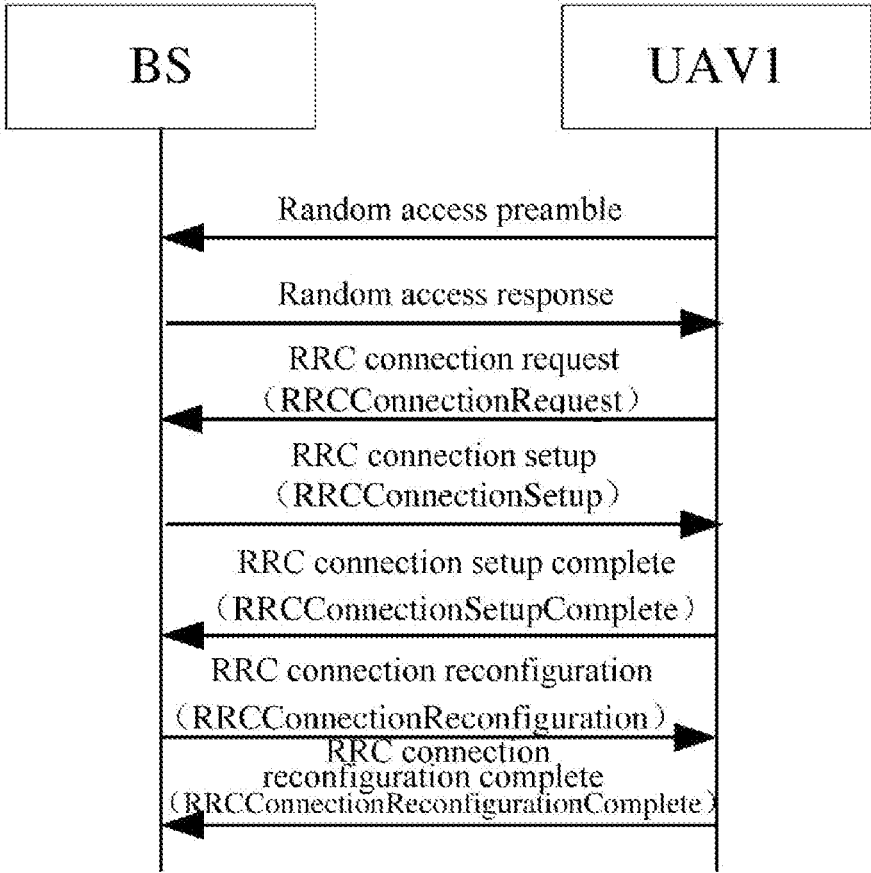 BS
UAV1
Random access preamble
Random access response
RRC connection request
（RRCConnectionRequest）
RRC connection setup
（RRCConnectionSetup）
RRC connection setup complete
（RRCConnectionSetupComplete）
RRC connection reconfiguration
（RRCConnectionReconfiguration）
RRC connection
reconfiguration complete
（RRCConnectionReconfigurationComplete）